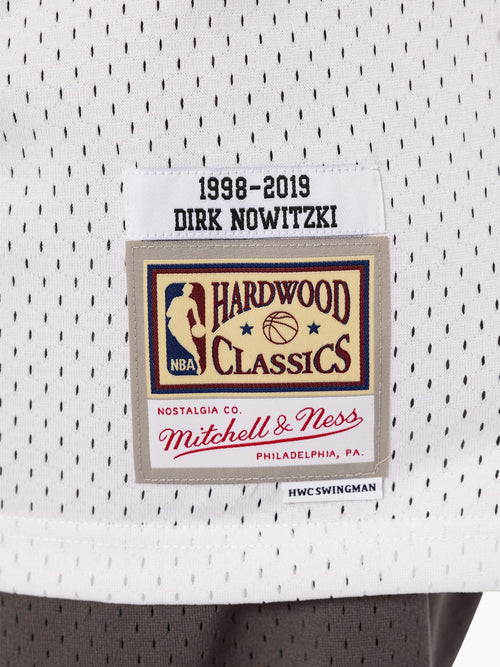 1998-2019
DIRK NOWITZKI
HARDWOOD
CLASSICS
NBA
NOSTALGIA CO.
Mitchell & Ness
PHILADELPHIA, PA.
HWC SWINGMAN